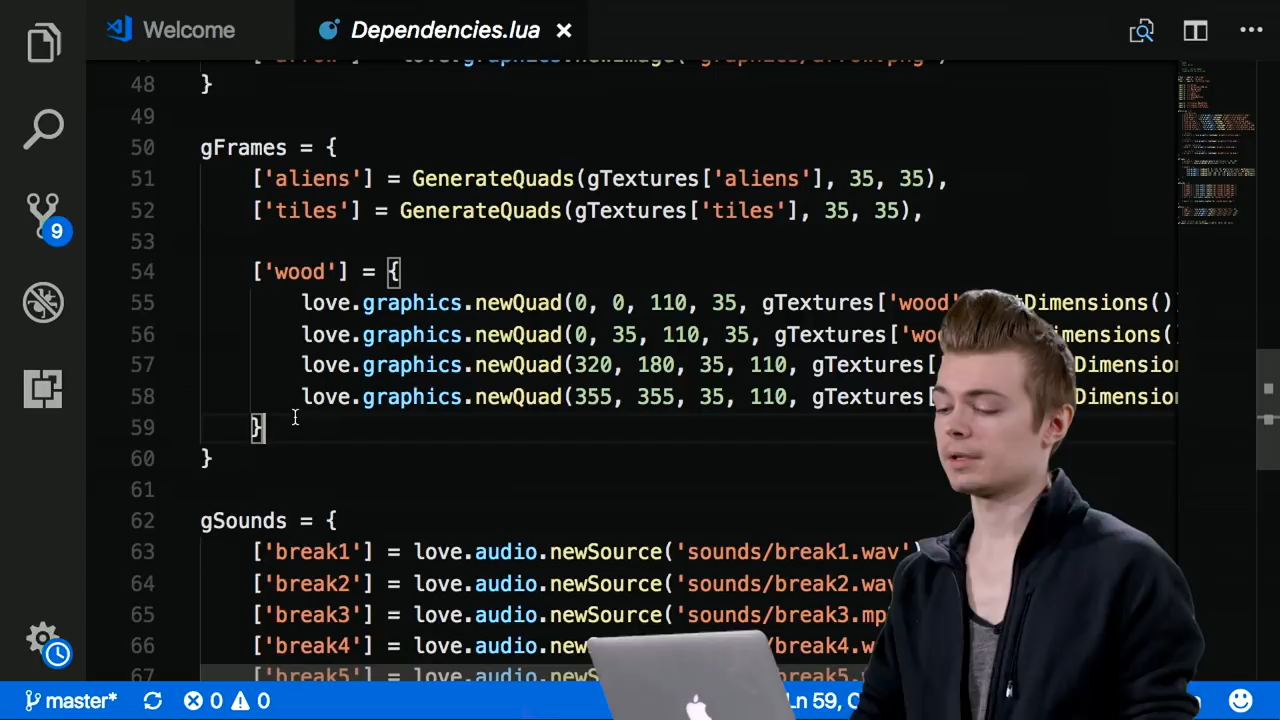 Welcome
Dependencies.lua
48 }
49
50 gFrames = {
51 ['aliens'] = GenerateQuads(gTextures['aliens'], 35, 35),
52 ['tiles'] = GenerateQuads(gTextures['tiles'], 35, 35),
53
54 ['wood'] = {
55 love.graphics.newQuad(0, 0, 110, 35, gTextures['wood' Dimensions()
56 love.graphics.newQuad(0, 35, 110, 35, gTextures['woo
57 love.graphics.newQuad(320, 180, 35, 110, gTextures[
58 love.graphics.newQuad(355, 355, 35, 110, gTextures[
59 }
60 }
61
62 gSounds = {
63 ['break1'] = love.audio.newSource('sounds/break1.wav'
64 ['break2'] = love.audio.newSource('sounds/break2.wav
65 ['break3'] = love.audio.newSource('sounds/break3.mp
66 ['break4'] = love.audio.new /break4.w
67 ['break5'] = love.audio.new /break5.
9
master* 0 0 Ln 59,